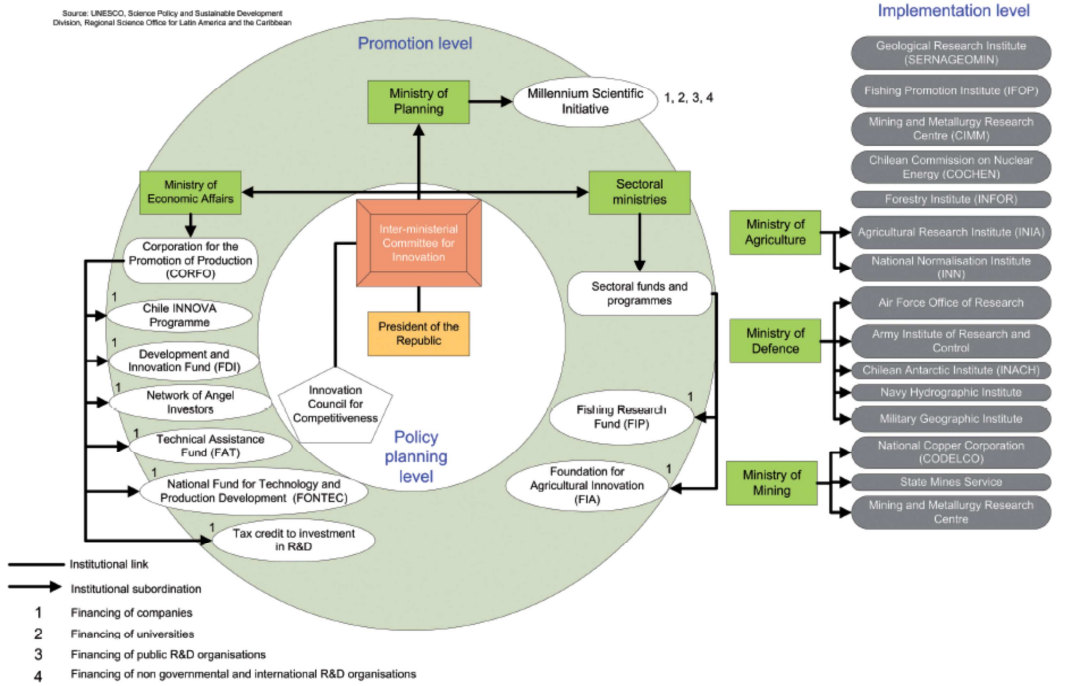 Source: UNESCO, Science Policy and Sustainable Development
Division, Regional Science Office for Latin America and the Caribbean
Promotion level
Ministry of
Planning
Millennium Scientific
Initiative
1, 2, 3, 4
Ministry of
Economic Affairs
Sectoral
ministries
Inter-ministerial
Committee for
Innovation
Corporation for the
Promotion of Production
(CORFO)
Sectoral funds and
programmes
President of the
Republic
1
Chile INNOVA
Programme
1
Development and
Innovation Fund (FDI)
1
Network of Angel
Investors
1
Technical Assistance
Fund (FAT)
1
National Fund for Technology and
Production Development (FONTEC)
1
Tax credit to investment
in R&D
Innovation
Council for
Competitiveness
Policy
planning
level
1
Fishing Research
Fund (FIP)
1
Foundation for
Agricultural Innovation
(FIA)
Implementation level
Geological Research Institute
(SERNAGEOMIN)
Fishing Promotion Institute (IFOP)
Mining and Metallurgy Research
Centre (CIMM)
Chilean Commission on Nuclear
Energy (COCHEN)
Forestry Institute (INFOR)
Ministry of
Agriculture
Agricultural Research Institute (INIA)
National Normalisation Institute
(INN)
Ministry of
Defence
Air Force Office of Research
Army Institute of Research and
Control
Chilean Antarctic Institute (INACH)
Navy Hydrographic Institute
Military Geographic Institute
Ministry of
Mining
National Copper Corporation
(CODELCO)
State Mines Service
Mining and Metallurgy Research
Centre
Institutional link
Institutional subordination
1 Financing of companies
2 Financing of universities
3 Financing of public R&D organisations
4 Financing of non governmental and international R&D organisations